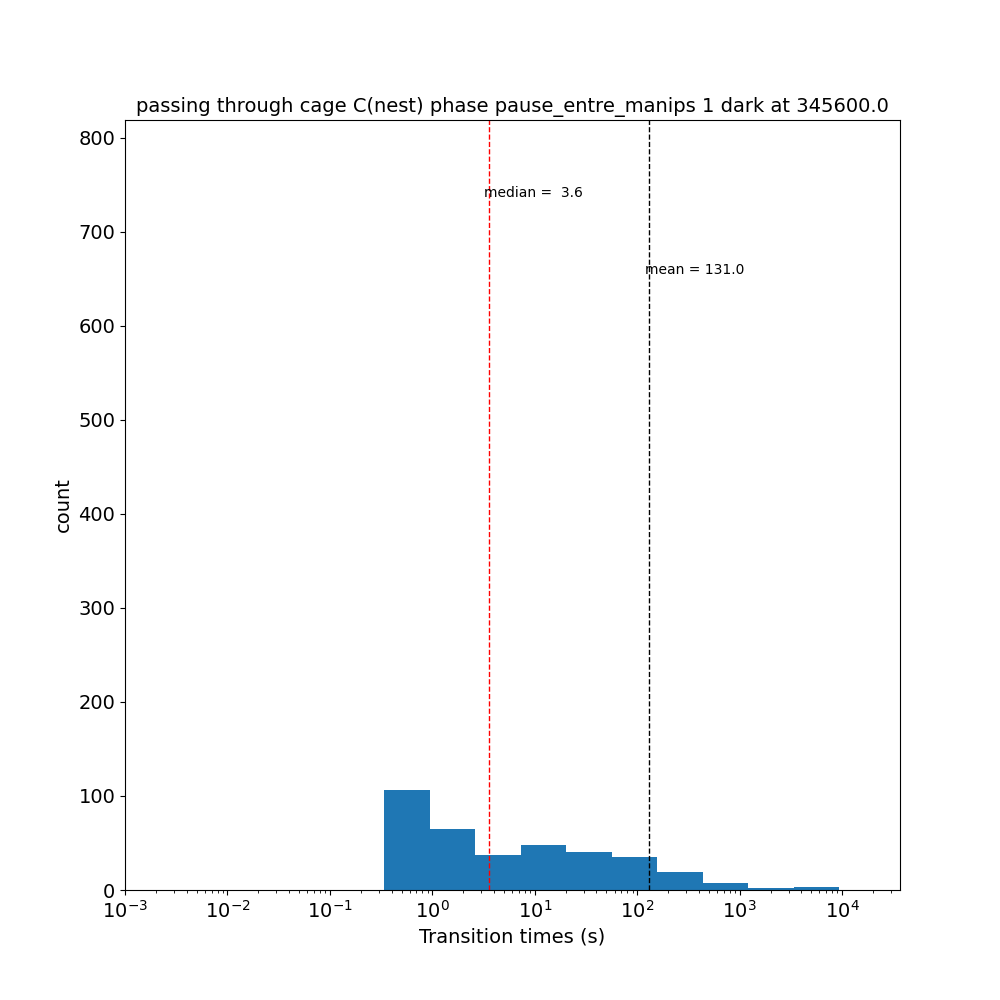 passing through cage C(nest) phase pause_entre_manips 1 dark at 345600.0
800
700
600
500
400
300
200
100
0
count
median =  3.6
mean = 131.0
10⁻³ 10⁻² 10⁻¹ 10⁰ 10¹ 10² 10³ 10⁴
Transition times (s)